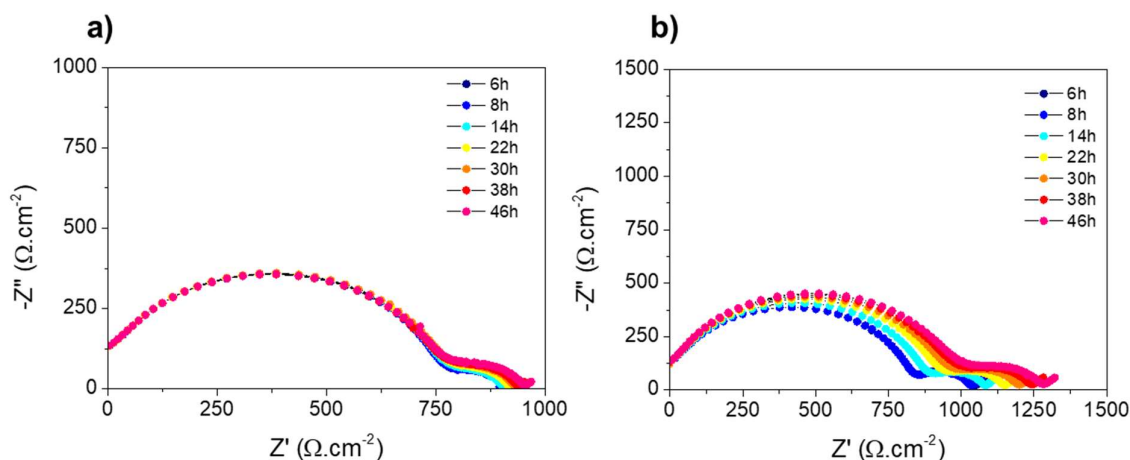 a)
1000
750
500
250
0
-Z" (Ω.cm⁻²)
0 250 500 750 1000
Z' (Ω.cm⁻²)
6h
8h
14h
22h
30h
38h
46h
b)
1500
1250
1000
750
500
250
0
-Z" (Ω.cm⁻²)
0 250 500 750 1000 1250 1500
Z' (Ω.cm⁻²)
6h
8h
14h
22h
30h
38h
46h